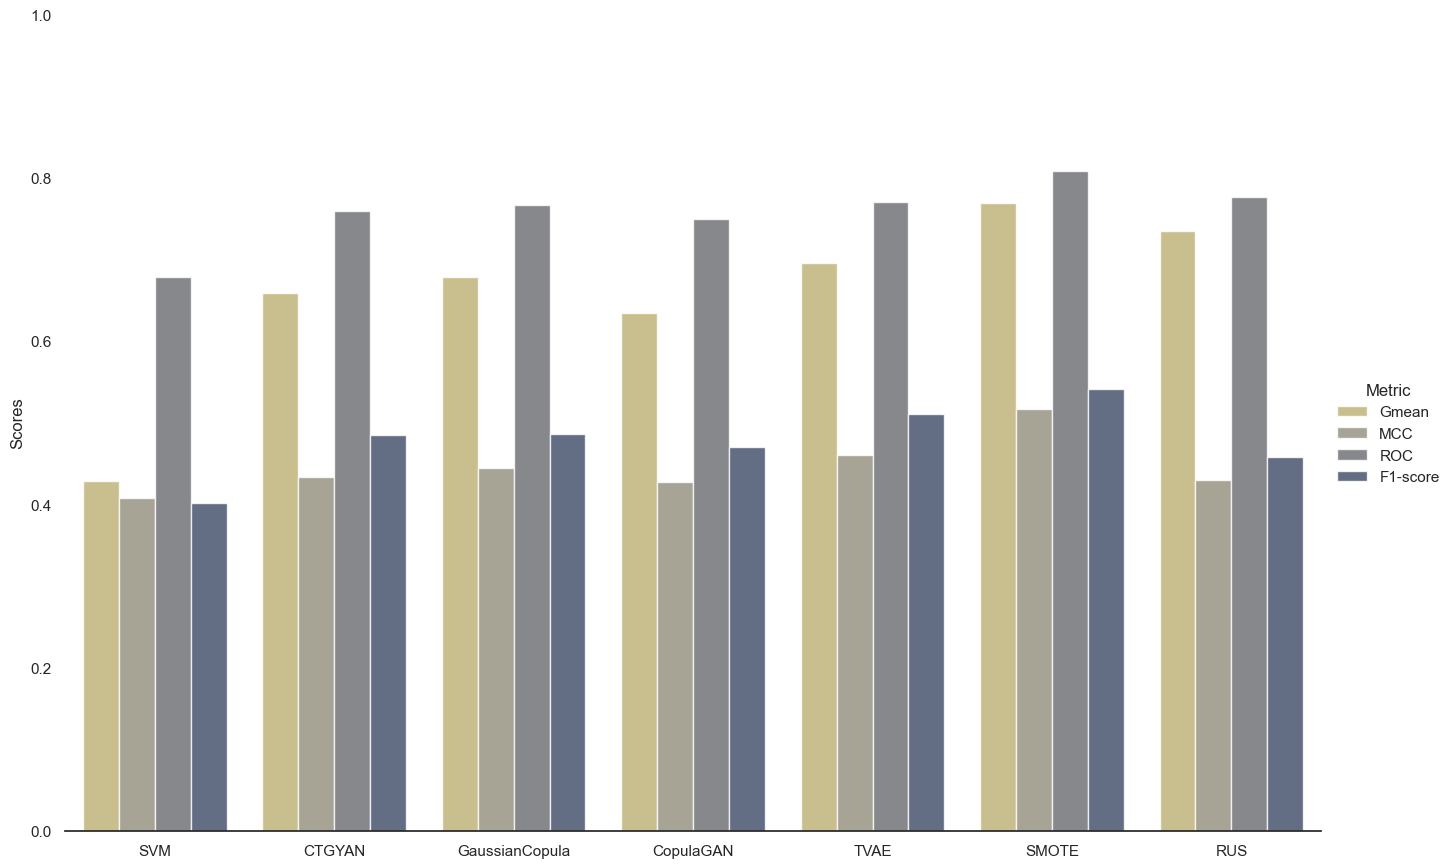 1.0
0.8
0.6
0.4
0.2
0.0
Scores
SVM
CTGYAN
GaussianCopula
CopulaGAN
TVAE
SMOTE
RUS
Metric
Gmean
MCC
ROC
F1-score